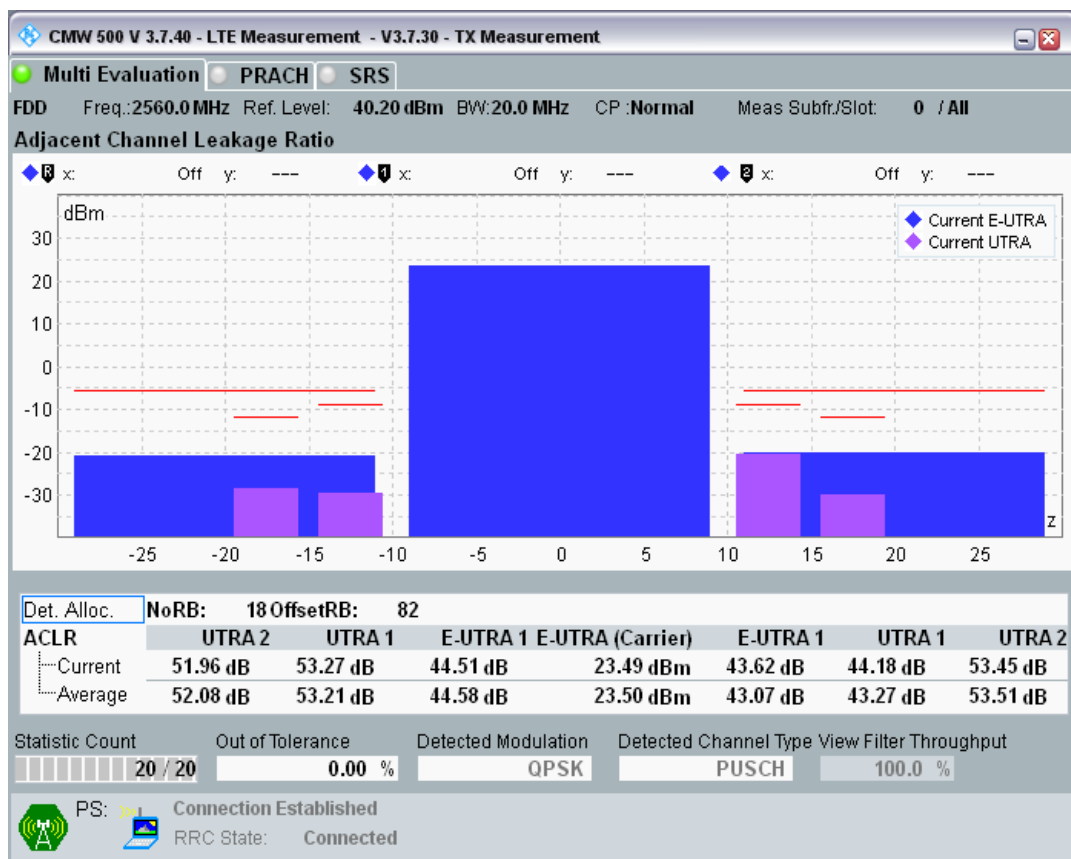 CMW 500 V 3.7.40 - LTE Measurement - V3.7.30 - TX Measurement
Multi Evaluation PRACH SRS
FDD Freq.:2560.0 MHz Ref. Level: 40.20 dBm BW:20.0 MHz CP :Normal Meas Subfr./Slot: 0 / All
Adjacent Channel Leakage Ratio
R x: Off y: --- 1 x: Off y: --- 2 x: Off y: ---
dBm
Current E-UTRA
Current UTRA
30
20
10
0
-10
-20
-30
z
-25 -20 -15 -10 -5 0 5 10 15 20 25
Det. Alloc. NoRB: 18 OffsetRB: 82
ACLR UTRA 2 UTRA 1 E-UTRA 1 E-UTRA (Carrier) E-UTRA 1 UTRA 1 UTRA 2
Current 51.96 dB 53.27 dB 44.51 dB 23.49 dBm 43.62 dB 44.18 dB 53.45 dB
Average 52.08 dB 53.21 dB 44.58 dB 23.50 dBm 43.07 dB 43.27 dB 53.51 dB
Statistic Count Out of Tolerance Detected Modulation Detected Channel Type View Filter Throughput
20 / 20 0.00 % QPSK PUSCH 100.0 %
PS: Connection Established
RRC State: Connected